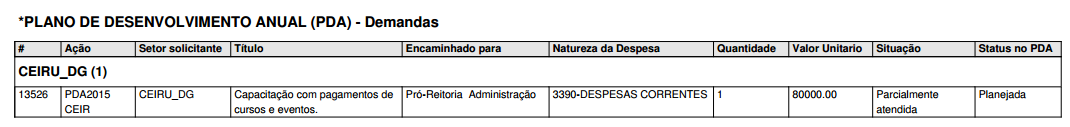 *PLANO DE DESENVOLVIMENTO ANUAL (PDA) - Demandas
# Ação Setor solicitante Título Encaminhado para Natureza da Despesa Quantidade Valor Unitario Situação Status no PDA
CEIRU_DG (1)
13526 PDA2015 CEIRU_DG Capacitação com pagamentos de Pró-Reitoria Administração 3390-DESPESAS CORRENTES 1 80000.00 Parcialmente Planejada
CEIR cursos e eventos. atendida